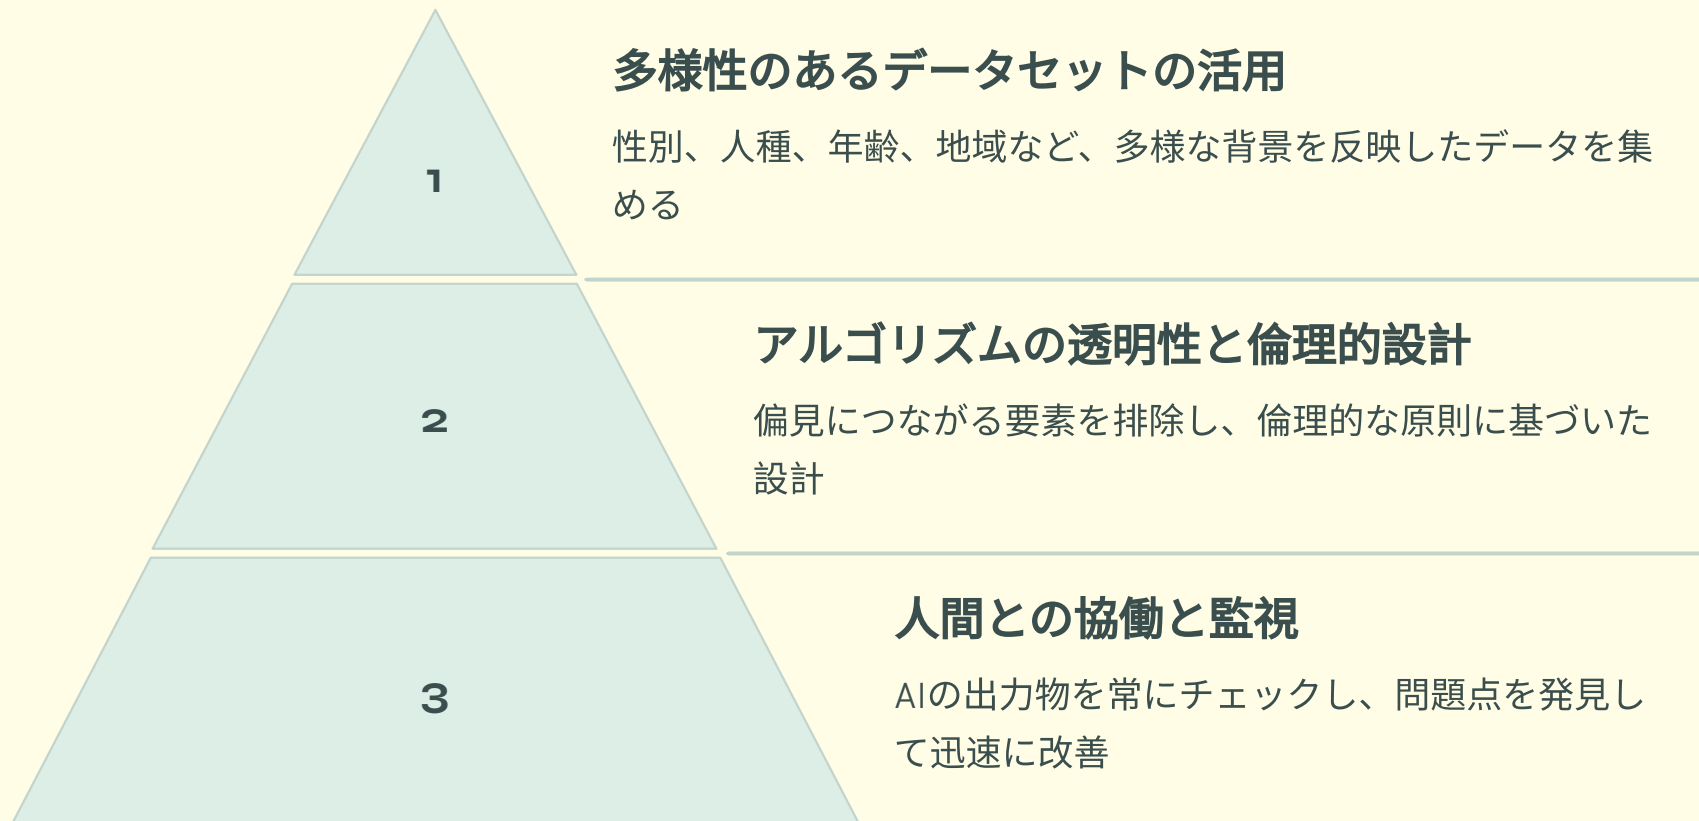 1
多様性のあるデータセットの活用
性別、人種、年齢、地域など、多様な背景を反映したデータを集
める
2
アルゴリズムの透明性と倫理的設計
偏見につながる要素を排除し、倫理的な原則に基づいた
設計
3
人間との協働と監視
AIの出力物を常にチェックし、問題点を発見し
て迅速に改善